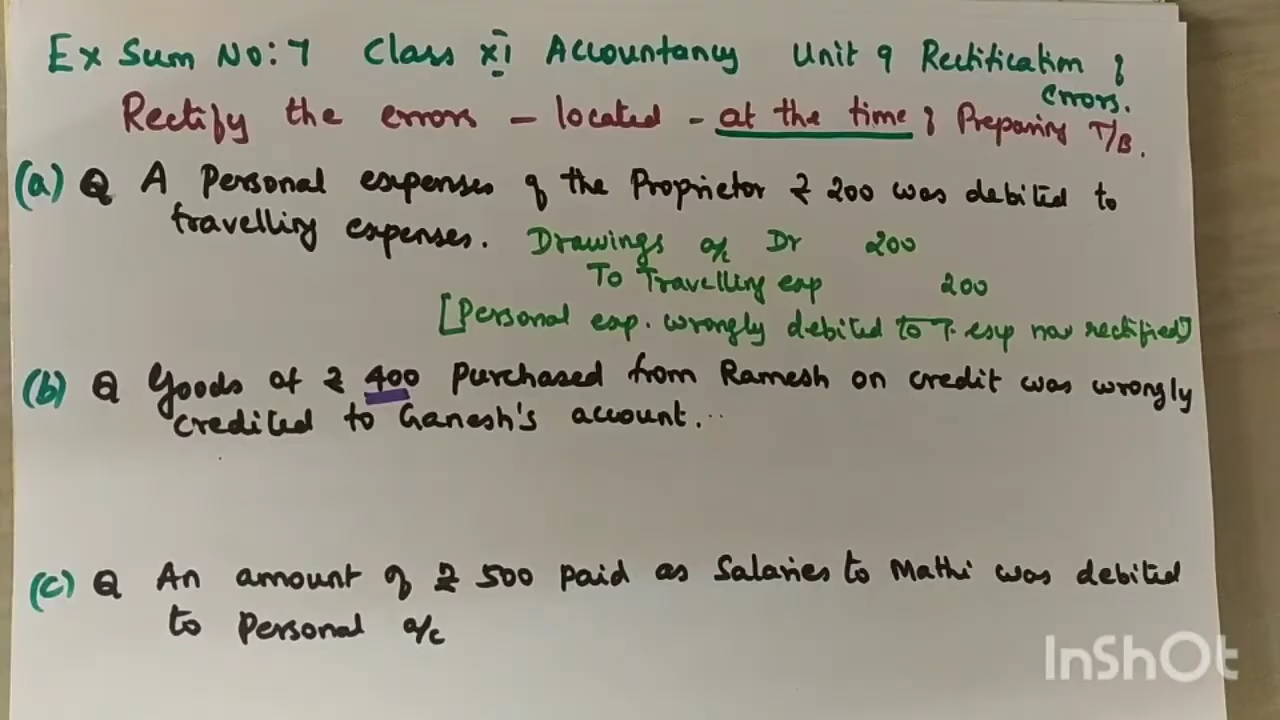 Ex Sum No: 7 Class XI Accountancy Unit 9 Rectification of
Errors.
Rectify the errors – located – at the time of Preparing T/B.
(a) Q A Personal expenses of the Proprietor ₹ 200 was debited to
travelling expenses. Drawings a/c Dr 200
To Travelling exp 200
[Personal exp. wrongly debited to T. exp now rectified]
(b) Q Goods of ₹ 400 Purchased from Ramesh on credit was wrongly
credited to Ganesh's account...
(c) Q An amount of ₹ 500 paid as Salaries to Mathi was debited
to personal a/c
InShOt